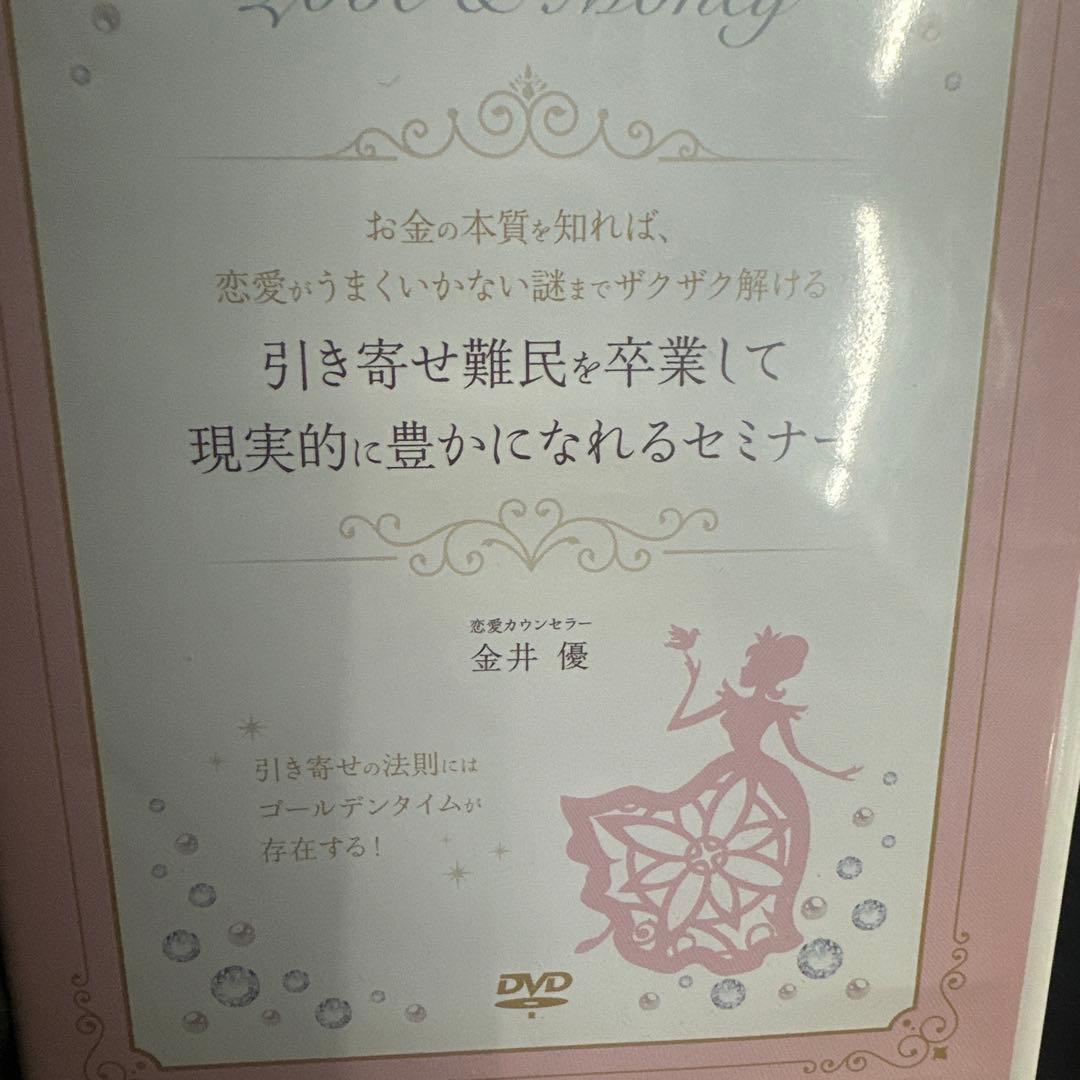 Love & Money
お金の本質を知れば、
恋愛がうまくいかない謎までザクザク解ける
引き寄せ難民を卒業して
現実的に豊かになれるセミナー
恋愛カウンセラー
金井 優
引き寄せの法則には
ゴールデンタイムが
存在する!
DVD